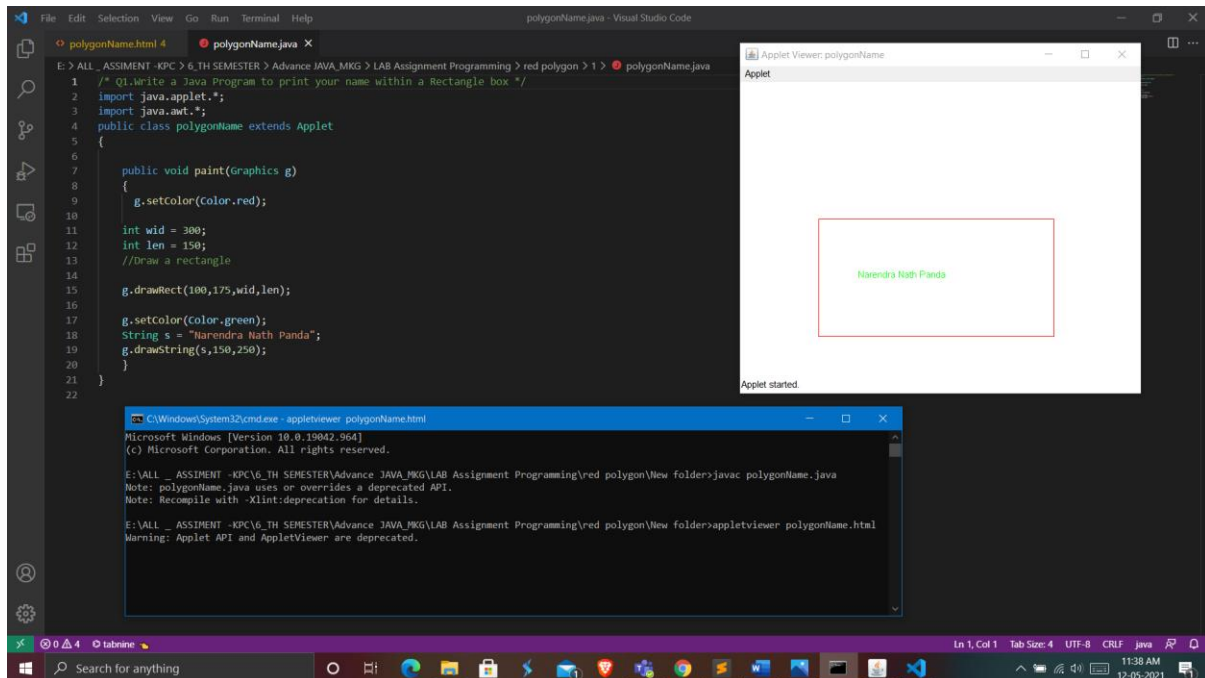 File Edit Selection View Go Run Terminal Help
polygonName.java - Visual Studio Code
polygonName.html 4
polygonName.java
E: > ALL _ ASSIMENT -KPC > 6_TH SEMESTER > Advance JAVA_MKG > LAB Assignment Programming > red polygon > 1 > polygonName.java
1 /* Q1.Write a Java Program to print your name within a Rectangle box */
2 import java.applet.*;
3 import java.awt.*;
4 public class polygonName extends Applet
5 {
6
7 public void paint(Graphics g)
8 {
9 g.setColor(Color.red);
10
11 int wid = 300;
12 int len = 150;
13 //Draw a rectangle
14
15 g.drawRect(100,175,wid,len);
16
17 g.setColor(Color.green);
18 String s = "Narendra Nath Panda";
19 g.drawString(s,150,250);
20 }
21 }
22
Applet Viewer: polygonName
Applet
Narendra Nath Panda
Applet started.
C:\Windows\System32\cmd.exe - appletviewer polygonName.html
Microsoft Windows [Version 10.0.19042.964]
(c) Microsoft Corporation. All rights reserved.
E:\ALL _ ASSIMENT -KPC\6_TH SEMESTER\Advance JAVA_MKG\LAB Assignment Programming\red polygon\New folder>javac polygonName.java
Note: polygonName.java uses or overrides a deprecated API.
Note: Recompile with -Xlint:deprecation for details.
E:\ALL _ ASSIMENT -KPC\6_TH SEMESTER\Advance JAVA_MKG\LAB Assignment Programming\red polygon\New folder>appletviewer polygonName.html
Warning: Applet API and AppletViewer are deprecated.
0 4 tabnine
Ln 1, Col 1 Tab Size: 4 UTF-8 CRLF java
Search for anything
11:38 AM
12-05-2021